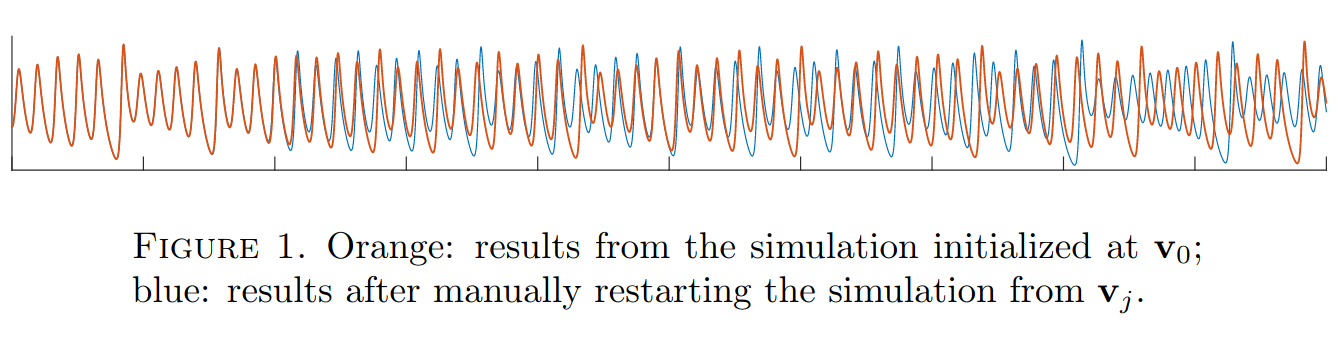 FIGURE 1. Orange: results from the simulation initialized at v₀;
blue: results after manually restarting the simulation from vⱼ.